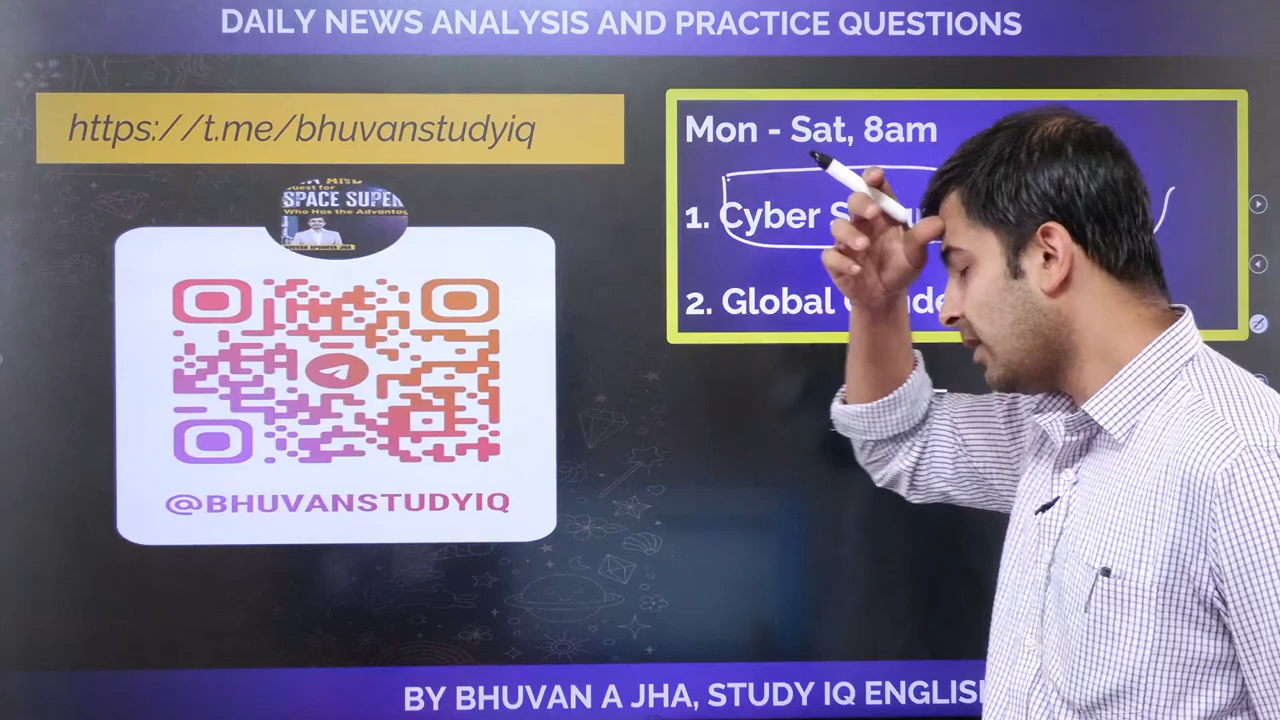 DAILY NEWS ANALYSIS AND PRACTICE QUESTIONS
https://t.me/bhuvanstudyiq
SPACE SUPER
Who Has the Advantag
@BHUVANSTUDYIQ
Mon - Sat, 8am
1. Cyber
2. Global
BY BHUVAN A JHA, STUDY IQ ENGLIS